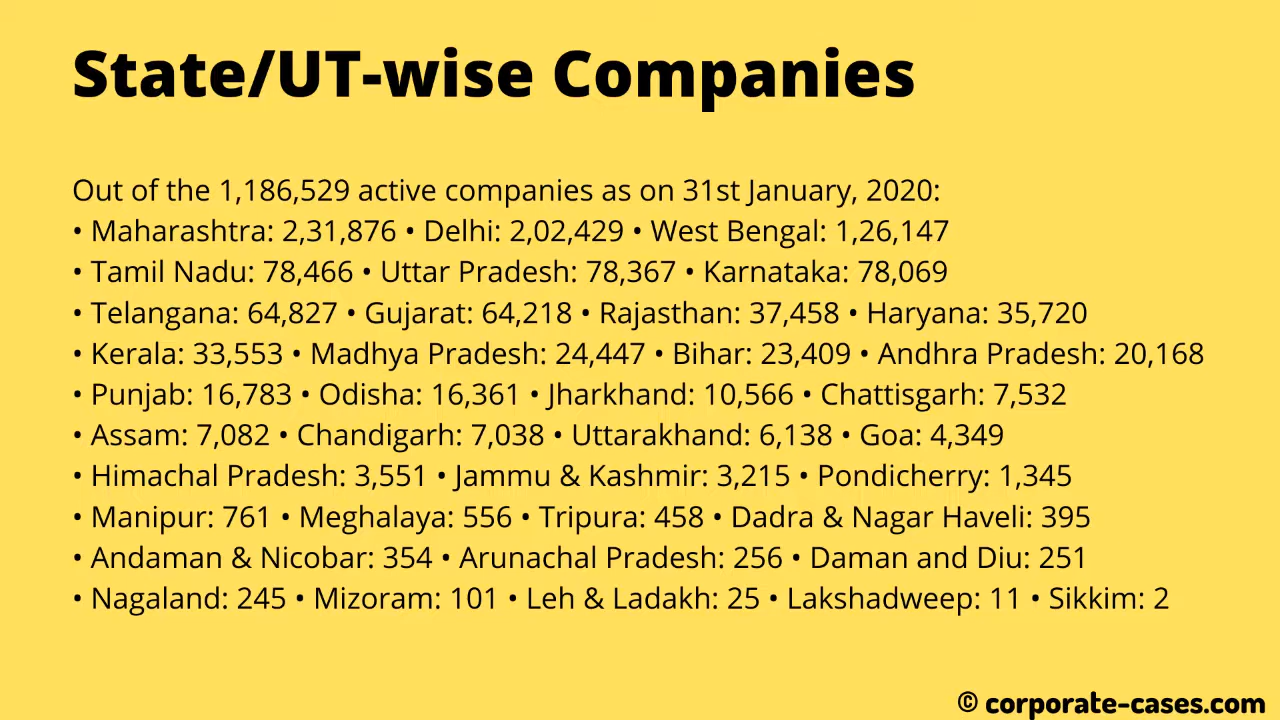 State/UT-wise Companies
Out of the 1,186,529 active companies as on 31st January, 2020:
• Maharashtra: 2,31,876 • Delhi: 2,02,429 • West Bengal: 1,26,147
• Tamil Nadu: 78,466 • Uttar Pradesh: 78,367 • Karnataka: 78,069
• Telangana: 64,827 • Gujarat: 64,218 • Rajasthan: 37,458 • Haryana: 35,720
• Kerala: 33,553 • Madhya Pradesh: 24,447 • Bihar: 23,409 • Andhra Pradesh: 20,168
• Punjab: 16,783 • Odisha: 16,361 • Jharkhand: 10,566 • Chattisgarh: 7,532
• Assam: 7,082 • Chandigarh: 7,038 • Uttarakhand: 6,138 • Goa: 4,349
• Himachal Pradesh: 3,551 • Jammu & Kashmir: 3,215 • Pondicherry: 1,345
• Manipur: 761 • Meghalaya: 556 • Tripura: 458 • Dadra & Nagar Haveli: 395
• Andaman & Nicobar: 354 • Arunachal Pradesh: 256 • Daman and Diu: 251
• Nagaland: 245 • Mizoram: 101 • Leh & Ladakh: 25 • Lakshadweep: 11 • Sikkim: 2
© corporate-cases.com